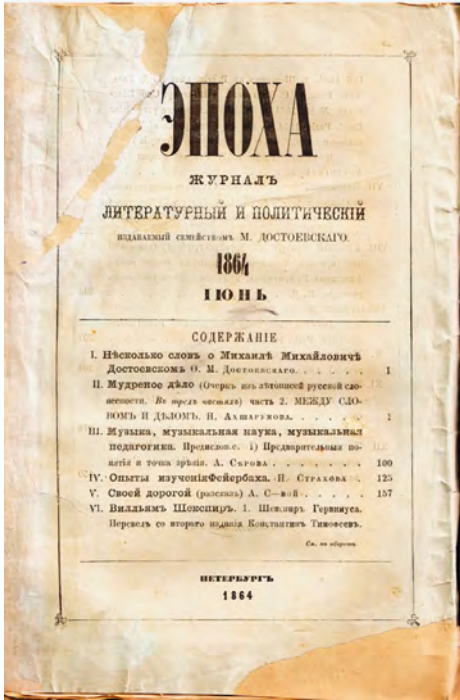 ЭПОХА
ЖУРНАЛЪ
ЛИТЕРАТУРНЫЙ И ПОЛИТИЧЕСКІЙ
ИЗДАВАЕМЫЙ СЕМЕЙСТВОМЪ М. ДОСТОЕВСКАГО.
1864
ІЮНЬ
СОДЕРЖАНІЕ
I. Нѣсколько словъ о Михаилѣ Михайловичѣ
Достоевскомъ Ѳ. М. Достоевскаго. . . . . . 1
II. Мудреное дѣло (Очеркъ изъ лѣтописей русской сло-
весности. Въ трехъ частяхъ) часть 2. МЕЖДУ СЛО-
ВОМЪ И ДѢЛОМЪ. Н. Ахшарумова. . . . . . 1
III. Музыка, музыкальная наука, музыкальная
педагогика. Предисловіе. 1) Предварительныя по-
нятія и точка зрѣнія. А. Сѣрова . . . . . . . 100
IV. Опыты изученія Фейербаха. Н. Страхова . . . 125
V. Своей дорогой (разсказъ) А. С—вой . . . . . 157
VI. Вилльямъ Шекспиръ. 1. Шекспиръ Гервинуса.
Перевелъ со втораго изданія Константинъ Тимоѳеевъ.
См. на оборотѣ.
ПЕТЕРБУРГЪ
1864